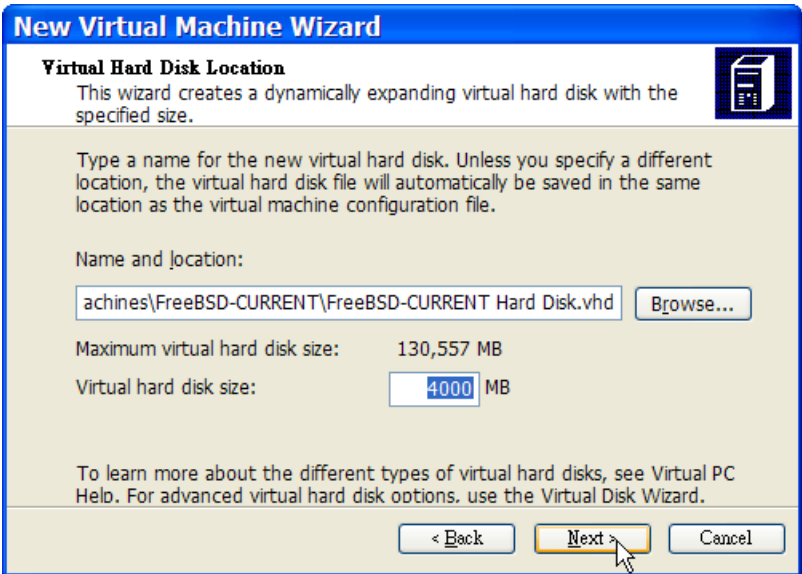 New Virtual Machine Wizard
Virtual Hard Disk Location
This wizard creates a dynamically expanding virtual hard disk with the
specified size.
Type a name for the new virtual hard disk. Unless you specify a different
location, the virtual hard disk file will automatically be saved in the same
location as the virtual machine configuration file.
Name and location:
achines\FreeBSD-CURRENT\FreeBSD-CURRENT Hard Disk.vhd Browse...
Maximum virtual hard disk size: 130,557 MB
Virtual hard disk size: 4000 MB
To learn more about the different types of virtual hard disks, see Virtual PC
Help. For advanced virtual hard disk options, use the Virtual Disk Wizard.
< Back Next > Cancel